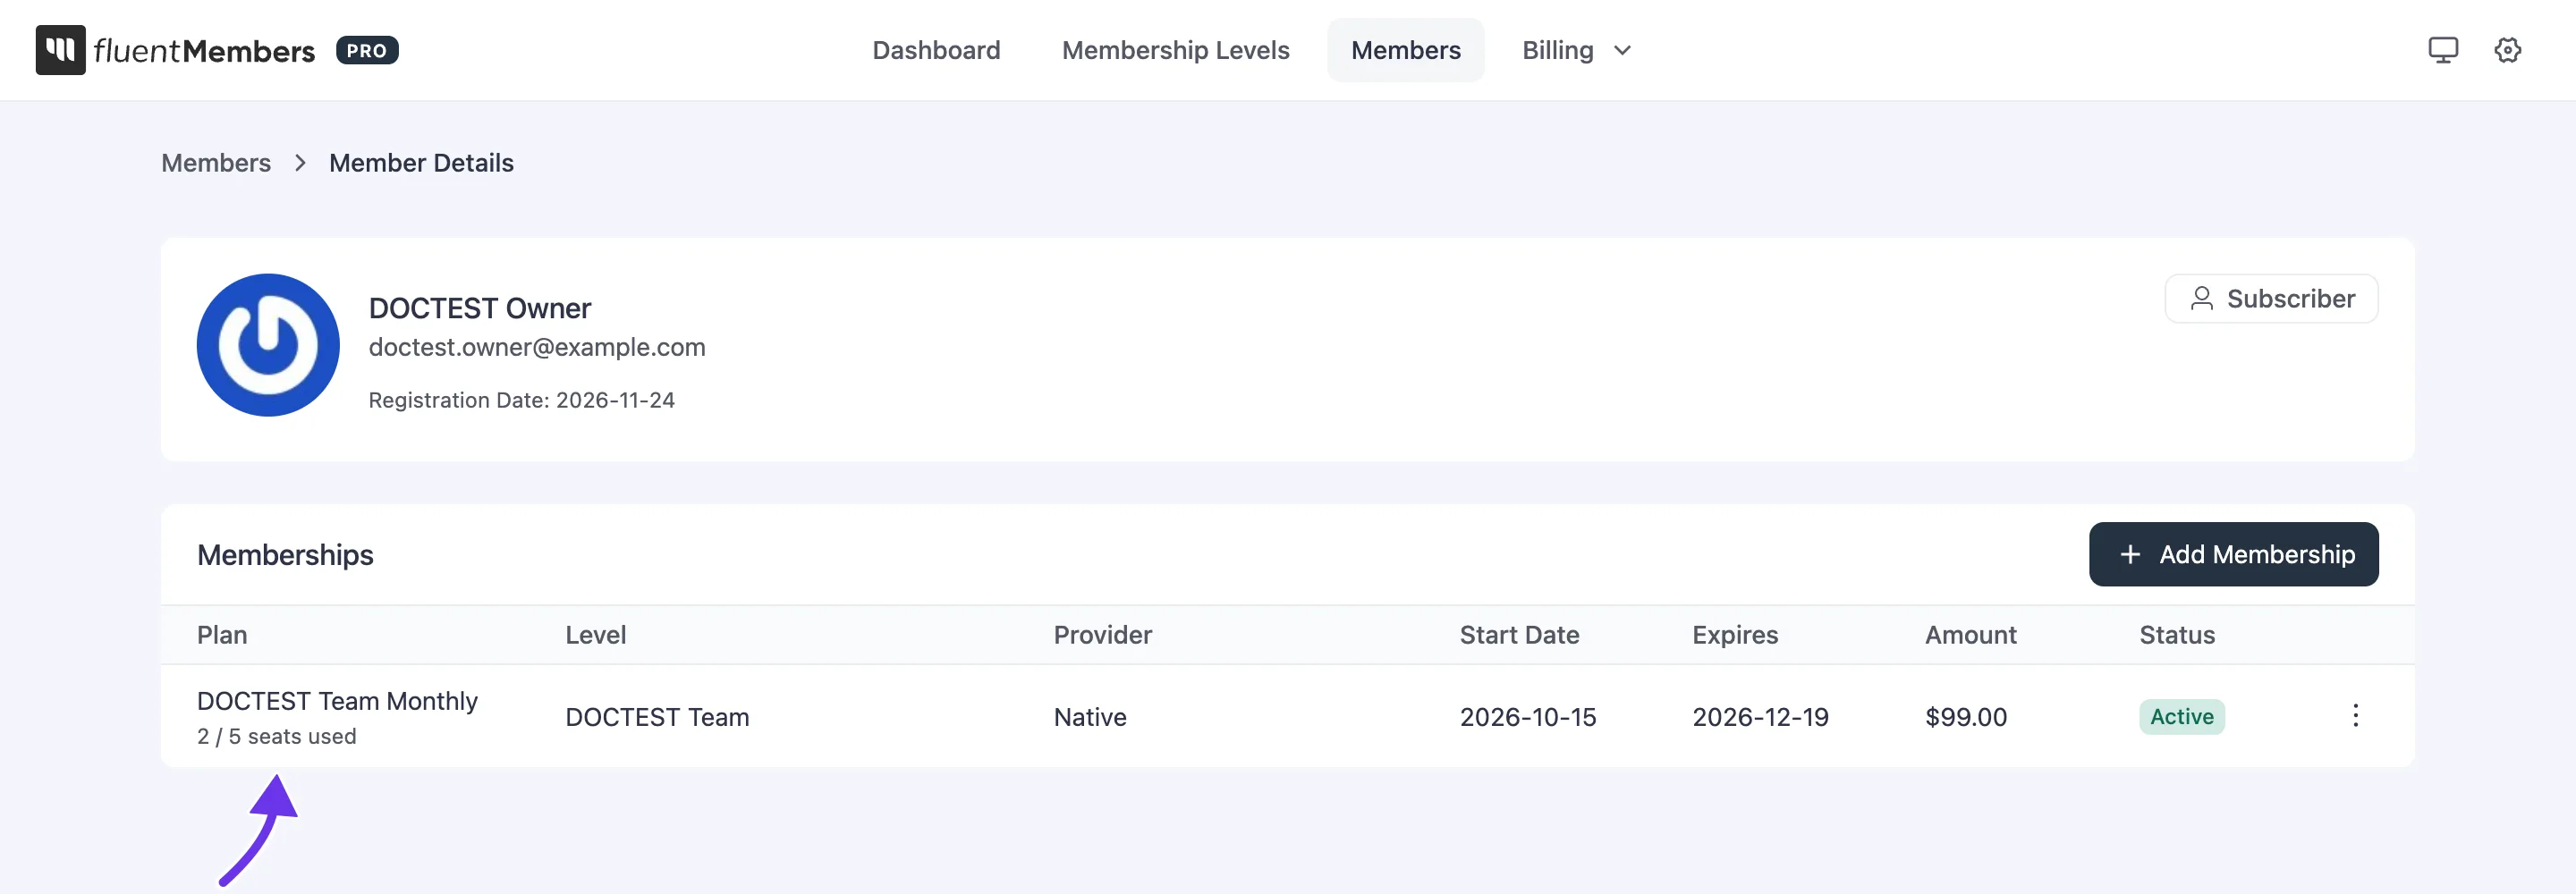 fluentMembers PRO
Dashboard Membership Levels Members Billing
Members > Member Details
DOCTEST Owner
Subscriber
doctest.owner@example.com
Registration Date: 2026-11-24
Memberships
+ Add Membership
Plan Level Provider Start Date Expires Amount Status
DOCTEST Team Monthly
2 / 5 seats used
DOCTEST Team Native 2026-10-15 2026-12-19 $99.00 Active